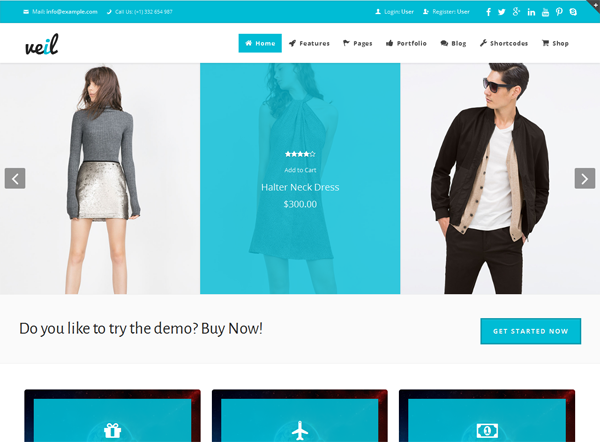 Mail: info@example.com Call Us: (+1) 352 654 887 Login: User Register: User
veil
Home Features Pages Portfolio Blog Shortcodes Shop
Add to Cart
Halter Neck Dress
$300.00
Do you like to try the demo? Buy Now!
GET STARTED NOW